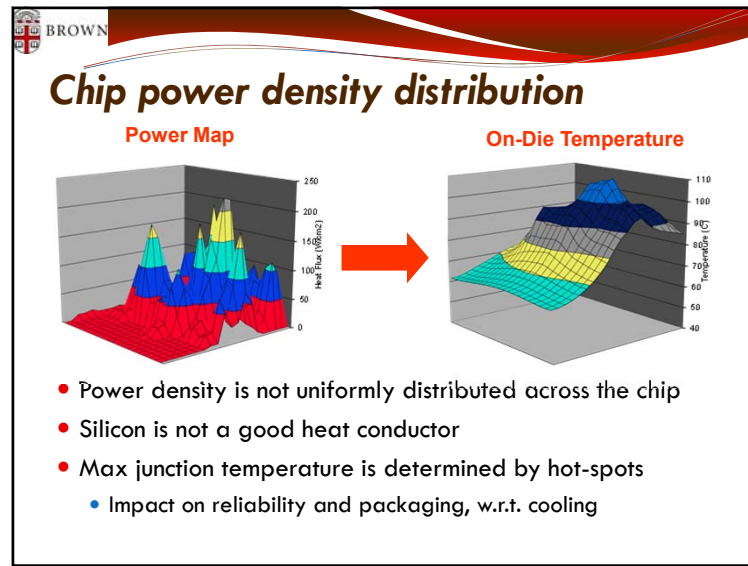 BROWN
Chip power density distribution
Power Map
On-Die Temperature
250
200
150
100
50
0
Heat Flux (W/cm2)
110
100
90
80
70
60
50
40
Temperature (C)
• Power density is not uniformly distributed across the chip
• Silicon is not a good heat conductor
• Max junction temperature is determined by hot-spots
• Impact on reliability and packaging, w.r.t. cooling